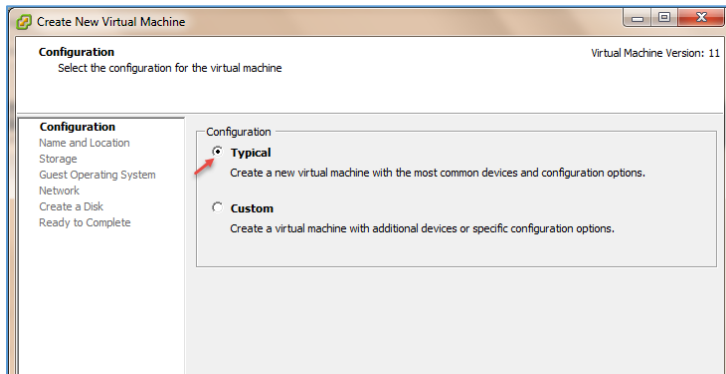 Create New Virtual Machine
Configuration
Select the configuration for the virtual machine
Virtual Machine Version: 11
Configuration
Name and Location
Storage
Guest Operating System
Network
Create a Disk
Ready to Complete
Configuration
Typical
Create a new virtual machine with the most common devices and configuration options.
Custom
Create a virtual machine with additional devices or specific configuration options.